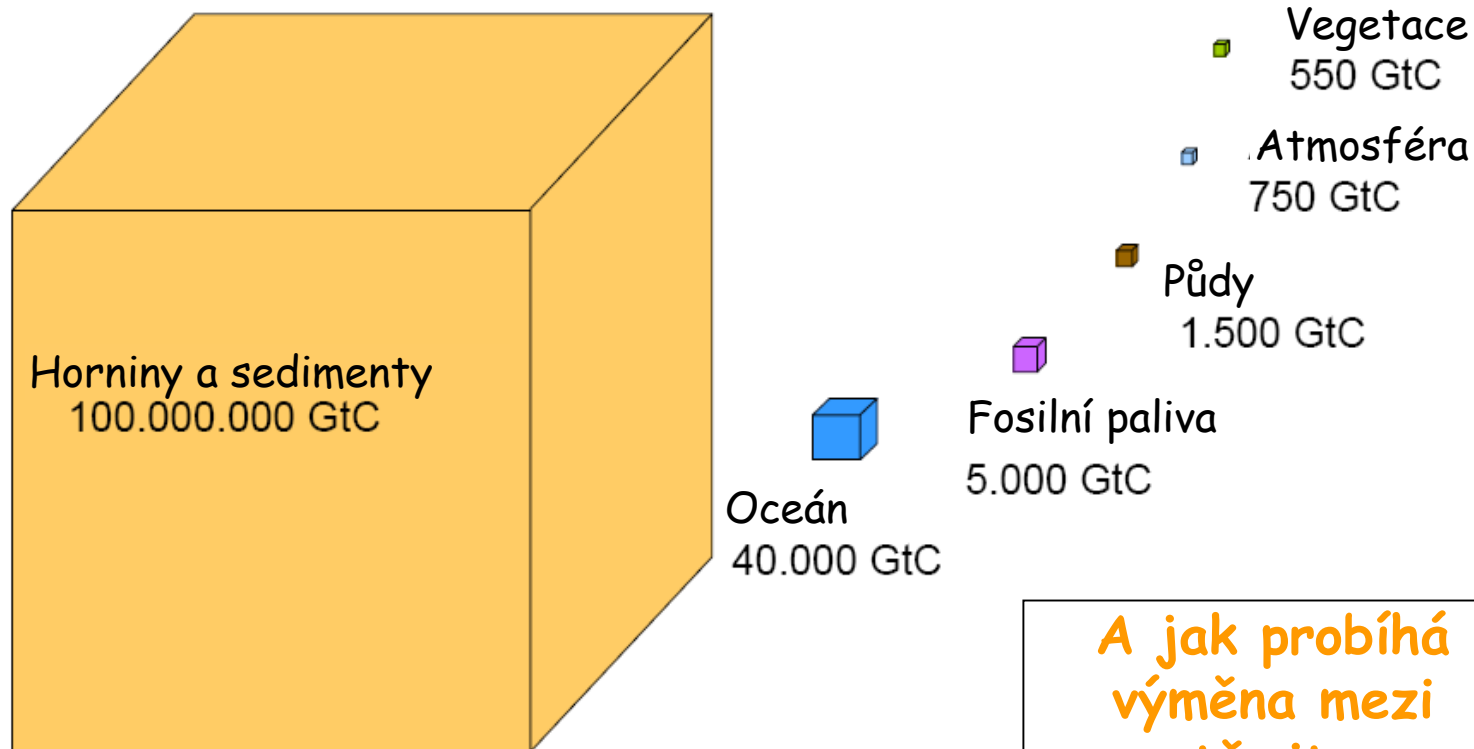 Vegetace
550 GtC
Atmosféra
750 GtC
Půdy
1.500 GtC
Horniny a sedimenty
100.000.000 GtC
Fosilní paliva
5.000 GtC
Oceán
40.000 GtC
A jak probíhá
výměna mezi